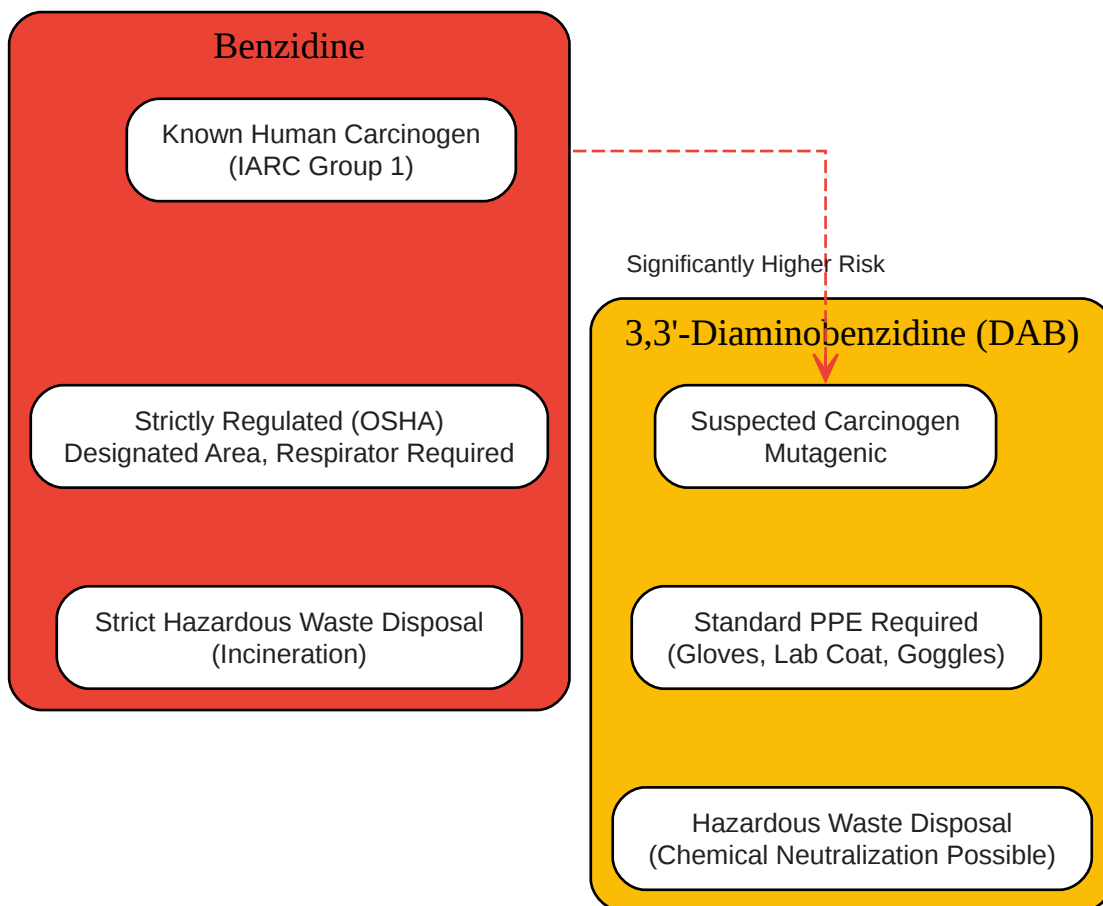 Benzidine
Known Human Carcinogen
(IARC Group 1)
Strictly Regulated (OSHA)
Designated Area, Respirator Required
Strict Hazardous Waste Disposal
(Incineration)
Significantly Higher Risk
3,3'-Diaminobenzidine (DAB)
Suspected Carcinogen
Mutagenic
Standard PPE Required
(Gloves, Lab Coat, Goggles)
Hazardous Waste Disposal
(Chemical Neutralization Possible)